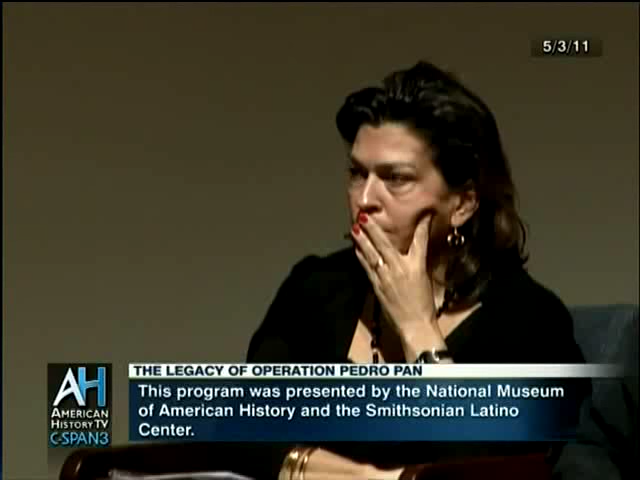 5/3/11
THE LEGACY OF OPERATION PEDRO PAN
This program was presented by the National Museum
of American History and the Smithsonian Latino
Center.
AH
AMERICAN
HISTORY TV
C-SPAN3